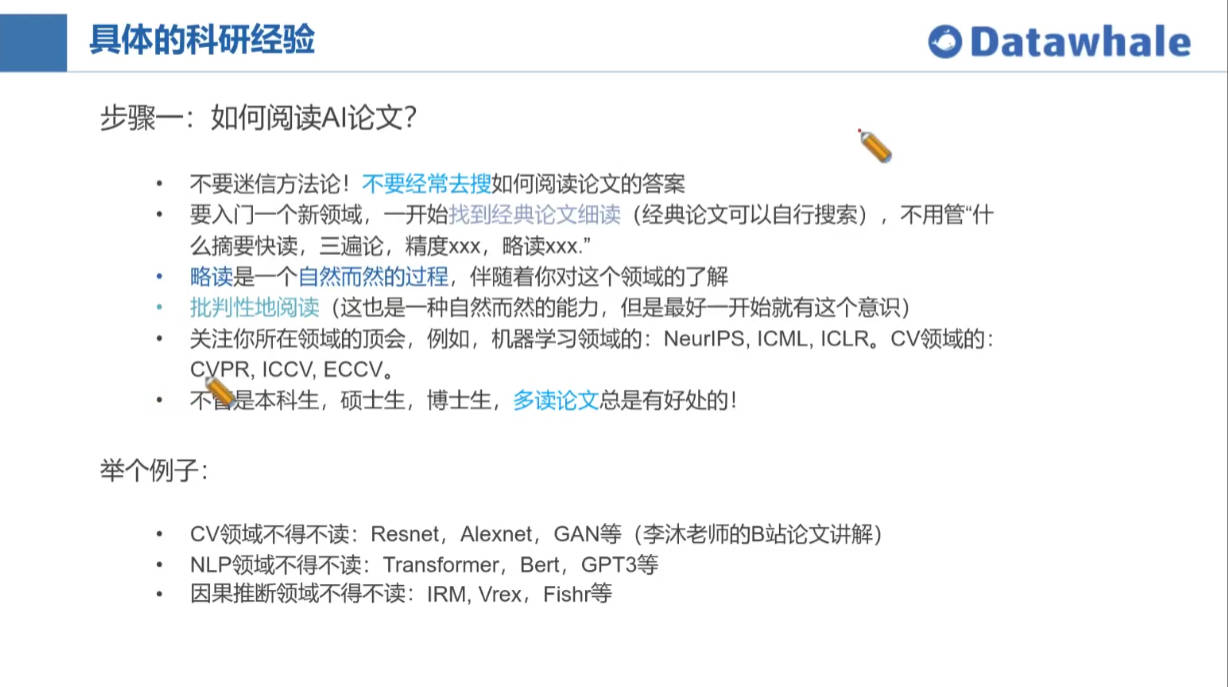 具体的科研经验
Datawhale
步骤一：如何阅读AI论文？
• 不要迷信方法论！不要经常去搜如何阅读论文的答案
• 要入门一个新领域，一开始找到经典论文细读（经典论文可以自行搜索），不用管“什
么摘要快读，三遍论，精度xxx，略读xxx.”
• 略读是一个自然而然的过程，伴随着你对这个领域的了解
• 批判性地阅读（这也是一种自然而然的能力，但是最好一开始就有这个意识）
• 关注你所在领域的顶会，例如，机器学习领域的：NeurIPS, ICML, ICLR。CV领域的：
CVPR, ICCV, ECCV。
• 不管是本科生，硕士生，博士生，多读论文总是有好处的！
举个例子：
• CV领域不得不读：Resnet，Alexnet，GAN等（李沐老师的B站论文讲解）
• NLP领域不得不读：Transformer，Bert，GPT3等
• 因果推断领域不得不读：IRM, Vrex，Fishr等